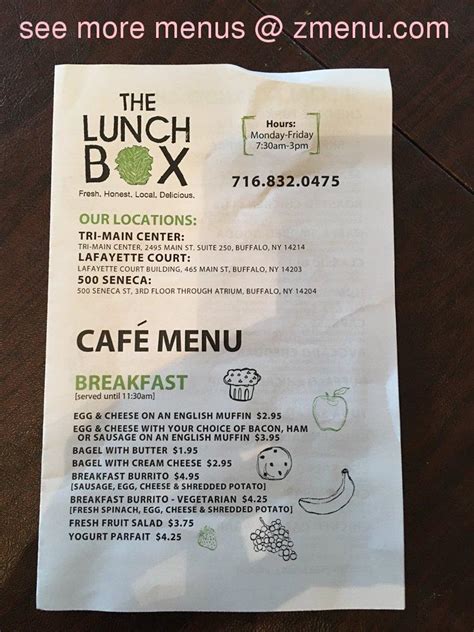 see more menus @ zmenu.com
THE
LUNCH
BOX
Fresh. Honest. Local. Delicious.
Hours:
Monday-Friday
7:30am-3pm
716.832.0475
OUR LOCATIONS:
TRI-MAIN CENTER:
TRI-MAIN CENTER, 2495 MAIN ST. SUITE 250, BUFFALO, NY 14214
LAFAYETTE COURT:
LAFAYETTE COURT BUILDING, 465 MAIN ST, BUFFALO, NY 14203
500 SENECA:
500 SENECA ST, 3RD FLOOR THROUGH ATRIUM, BUFFALO, NY 14204
CAFÉ MENU
BREAKFAST
[served until 11:30am]
EGG & CHEESE ON AN ENGLISH MUFFIN $2.95
EGG & CHEESE WITH YOUR CHOICE OF BACON, HAM
OR SAUSAGE ON AN ENGLISH MUFFIN $3.95
BAGEL WITH BUTTER $1.95
BAGEL WITH CREAM CHEESE $2.95
BREAKFAST BURRITO $4.95
[SAUSAGE, EGG, CHEESE & SHREDDED POTATO]
BREAKFAST BURRITO - VEGETARIAN $4.25
[FRESH SPINACH, EGG, CHEESE & SHREDDED POTATO]
FRESH FRUIT SALAD $3.75
YOGURT PARFAIT $4.25